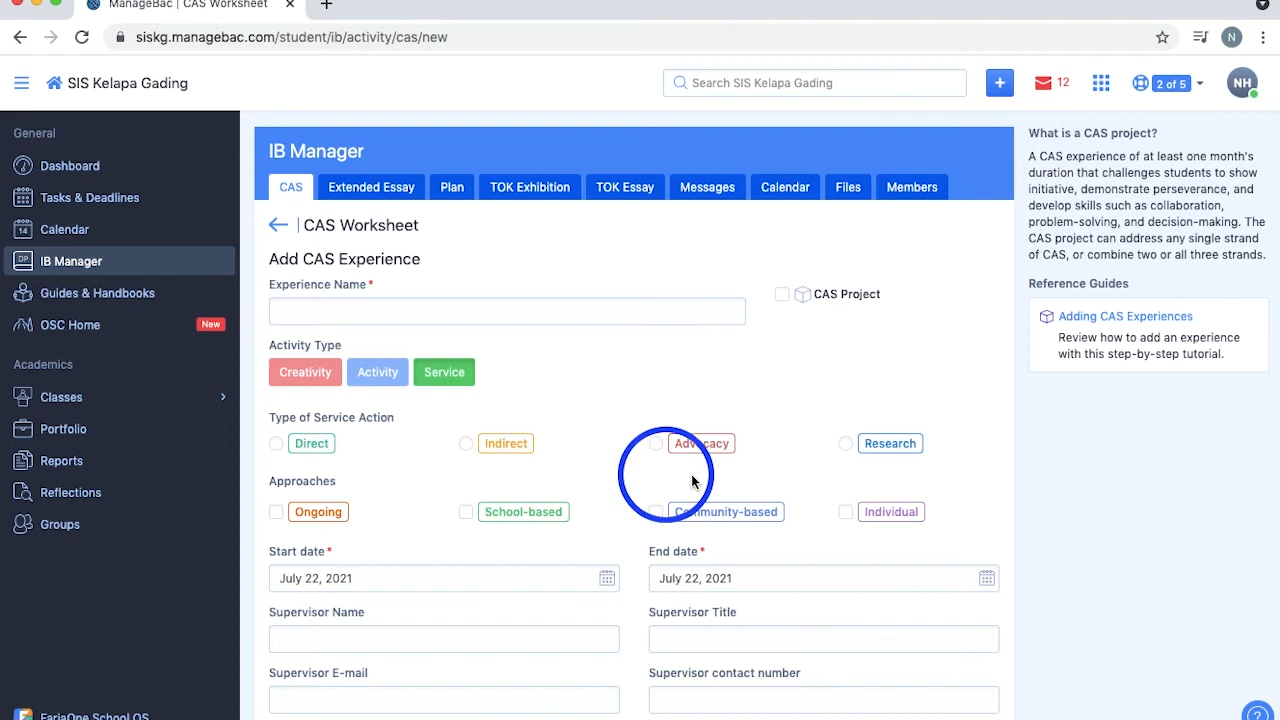 ManageBac | CAS Worksheet
siskg.managebac.com/student/ib/activity/cas/new
N
SIS Kelapa Gading
Search SIS Kelapa Gading
+
12
2 of 5
NH
General
Dashboard
Tasks & Deadlines
14
Calendar
DP
IB Manager
Guides & Handbooks
OSC Home
New
Academics
Classes
Portfolio
Reports
Reflections
Groups
FariaOne School OS
IB Manager
CAS
Extended Essay
Plan
TOK Exhibition
TOK Essay
Messages
Calendar
Files
Members
CAS Worksheet
Add CAS Experience
Experience Name*
CAS Project
Activity Type
Creativity
Activity
Service
Type of Service Action
Direct
Indirect
Advocacy
Research
Approaches
Ongoing
School-based
Community-based
Individual
Start date*
End date*
July 22, 2021
July 22, 2021
Supervisor Name
Supervisor Title
Supervisor E-mail
Supervisor contact number
What is a CAS project?
A CAS experience of at least one month's
duration that challenges students to show
initiative, demonstrate perseverance, and
develop skills such as collaboration,
problem-solving, and decision-making. The
CAS project can address any single strand
of CAS, or combine two or all three strands.
Reference Guides
Adding CAS Experiences
Review how to add an experience
with this step-by-step tutorial.
?